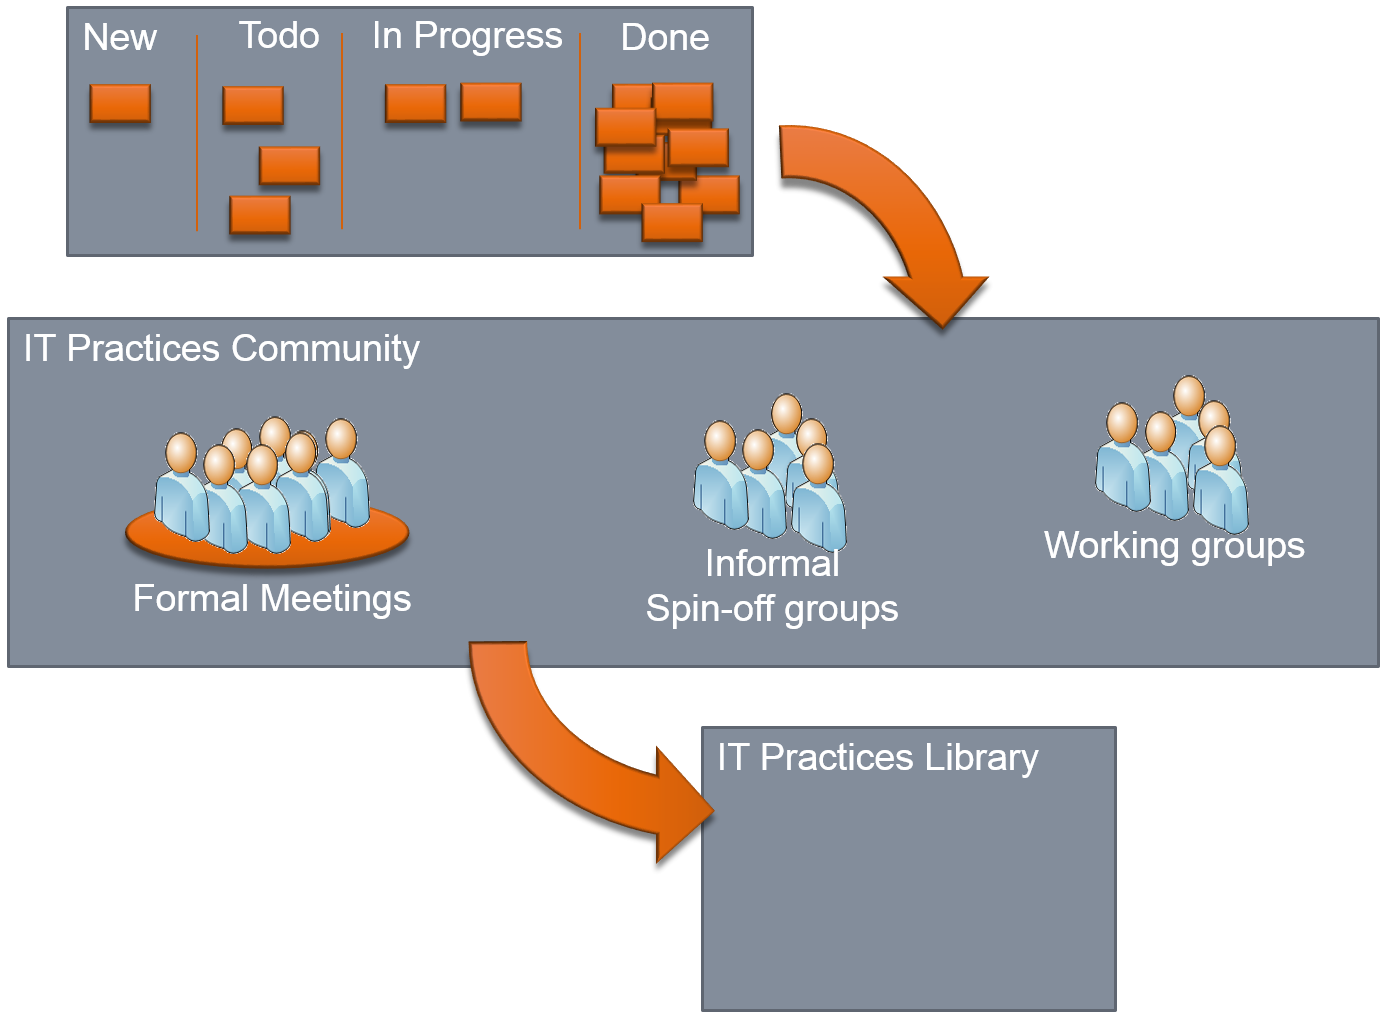 New
Todo
In Progress
Done
IT Practices Community
Formal Meetings
Informal
Spin-off groups
Working groups
IT Practices Library